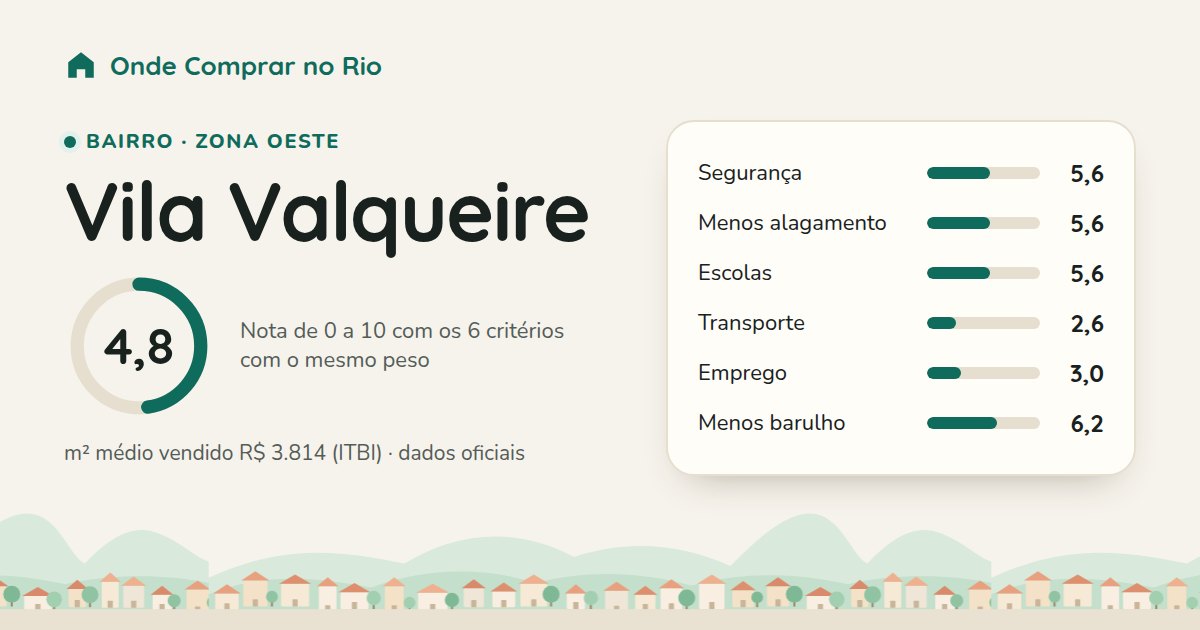 Onde Comprar no Rio
BAIRRO · ZONA OESTE
Vila Valqueire
4,8
Nota de 0 a 10 com os 6 critérios
com o mesmo peso
m² médio vendido R$ 3.814 (ITBI) · dados oficiais
Segurança 5,6
Menos alagamento 5,6
Escolas 5,6
Transporte 2,6
Emprego 3,0
Menos barulho 6,2